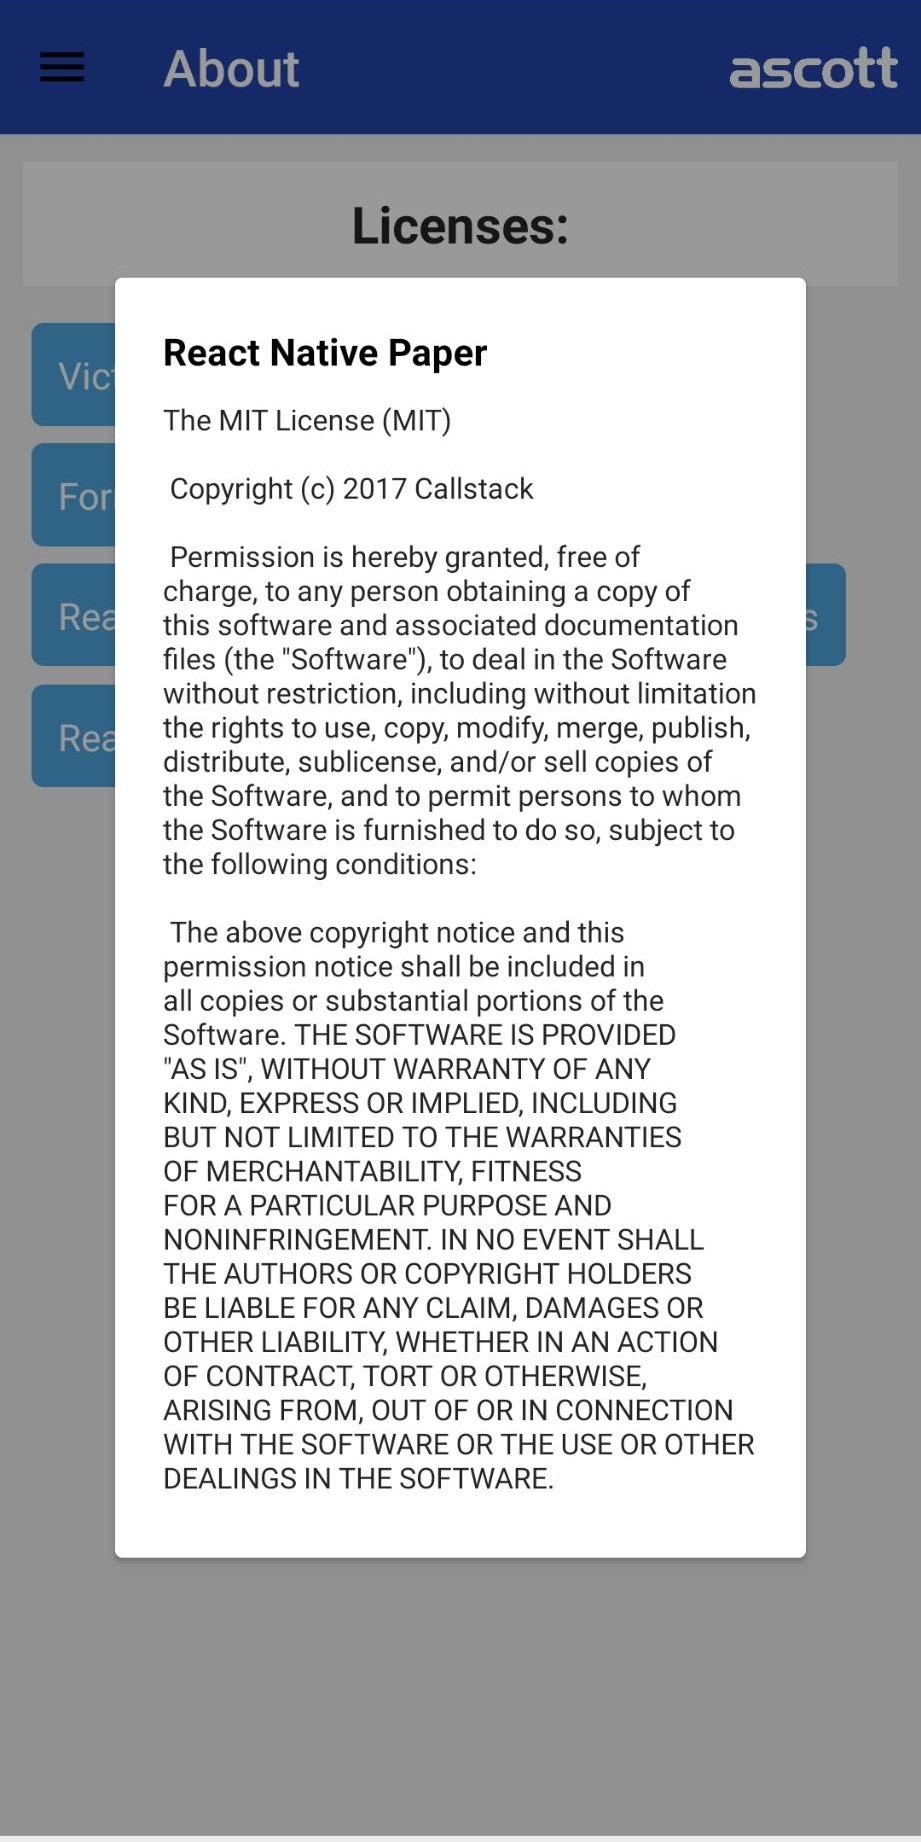 About
ascott
Licenses:
React Native Paper
The MIT License (MIT)
Copyright (c) 2017 Callstack
Permission is hereby granted, free of
charge, to any person obtaining a copy of
this software and associated documentation
files (the "Software"), to deal in the Software
without restriction, including without limitation
the rights to use, copy, modify, merge, publish,
distribute, sublicense, and/or sell copies of
the Software, and to permit persons to whom
the Software is furnished to do so, subject to
the following conditions:
The above copyright notice and this
permission notice shall be included in
all copies or substantial portions of the
Software. THE SOFTWARE IS PROVIDED
"AS IS", WITHOUT WARRANTY OF ANY
KIND, EXPRESS OR IMPLIED, INCLUDING
BUT NOT LIMITED TO THE WARRANTIES
OF MERCHANTABILITY, FITNESS
FOR A PARTICULAR PURPOSE AND
NONINFRINGEMENT. IN NO EVENT SHALL
THE AUTHORS OR COPYRIGHT HOLDERS
BE LIABLE FOR ANY CLAIM, DAMAGES OR
OTHER LIABILITY, WHETHER IN AN ACTION
OF CONTRACT, TORT OR OTHERWISE,
ARISING FROM, OUT OF OR IN CONNECTION
WITH THE SOFTWARE OR THE USE OR OTHER
DEALINGS IN THE SOFTWARE.